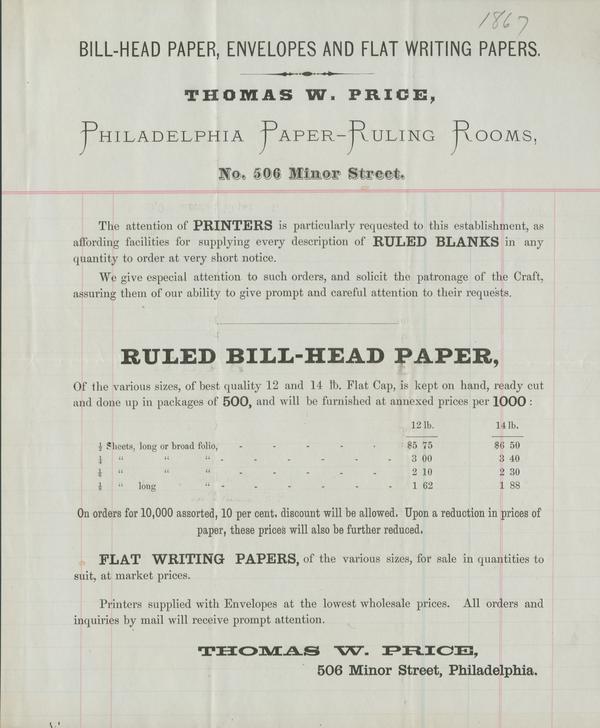 1867
BILL-HEAD PAPER, ENVELOPES AND FLAT WRITING PAPERS.
THOMAS W. PRICE,
PHILADELPHIA PAPER-RULING ROOMS,
No. 506 Minor Street.
The attention of PRINTERS is particularly requested to this establishment, as
affording facilities for supplying every description of RULED BLANKS in any
quantity to order at very short notice.
We give especial attention to such orders, and solicit the patronage of the Craft,
assuring them of our ability to give prompt and careful attention to their requests.
RULED BILL-HEAD PAPER,
Of the various sizes, of best quality 12 and 14 lb. Flat Cap, is kept on hand, ready cut
and done up in packages of 500, and will be furnished at annexed prices per 1000 :
12 lb. 14 lb.
½ Sheets, long or broad folio, - - - - - $5 75 $6 50
“ “ “ - - - - - - 3 00 3 40
“ “ “ - - - - - - 2 10 2 30
“ long “ - - - - - - 1 62 1 88
On orders for 10,000 assorted, 10 per cent. discount will be allowed. Upon a reduction in prices of
paper, these prices will also be further reduced.
FLAT WRITING PAPERS, of the various sizes, for sale in quantities to
suit, at market prices.
Printers supplied with Envelopes at the lowest wholesale prices. All orders and
inquiries by mail will receive prompt attention.
THOMAS W. PRICE,
506 Minor Street, Philadelphia.